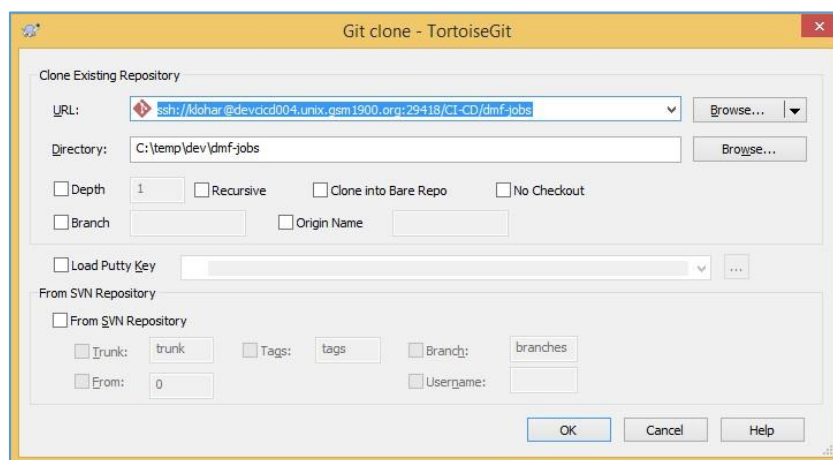 Git clone - TortoiseGit
Clone Existing Repository
URL: ssh://klohar@devcicd004.unix.gsm1900.org:29418/CI-CD/dmf-jobs Browse...
Directory: C:\temp\dev\dmf-jobs Browse...
Depth 1 Recursive Clone into Bare Repo No Checkout
Branch Origin Name
Load Putty Key ...
From SVN Repository
From SVN Repository
Trunk: trunk Tags: tags Branch: branches
From: 0 Username:
OK Cancel Help